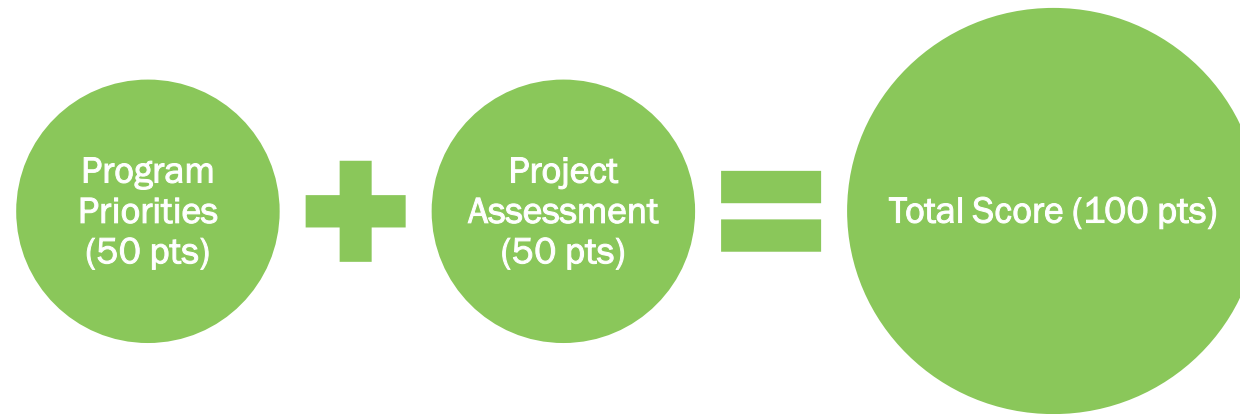 Program
Priorities
(50 pts)
Project
Assessment
(50 pts)
Total Score (100 pts)